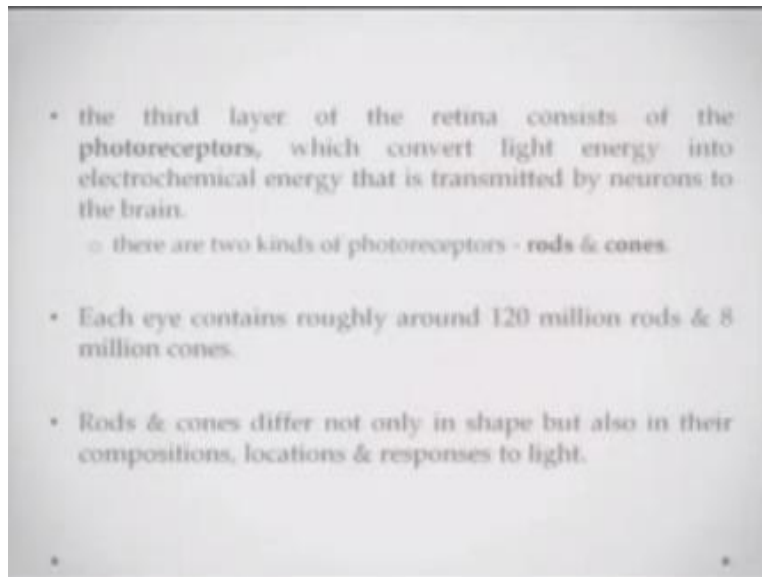 • the third layer of the retina consists of the
photoreceptors, which convert light energy into
electrochemical energy that is transmitted by neurons to
the brain.
o there are two kinds of photoreceptors - rods & cones.
• Each eye contains roughly around 120 million rods & 8
million cones.
• Rods & cones differ not only in shape but also in their
compositions, locations & responses to light.